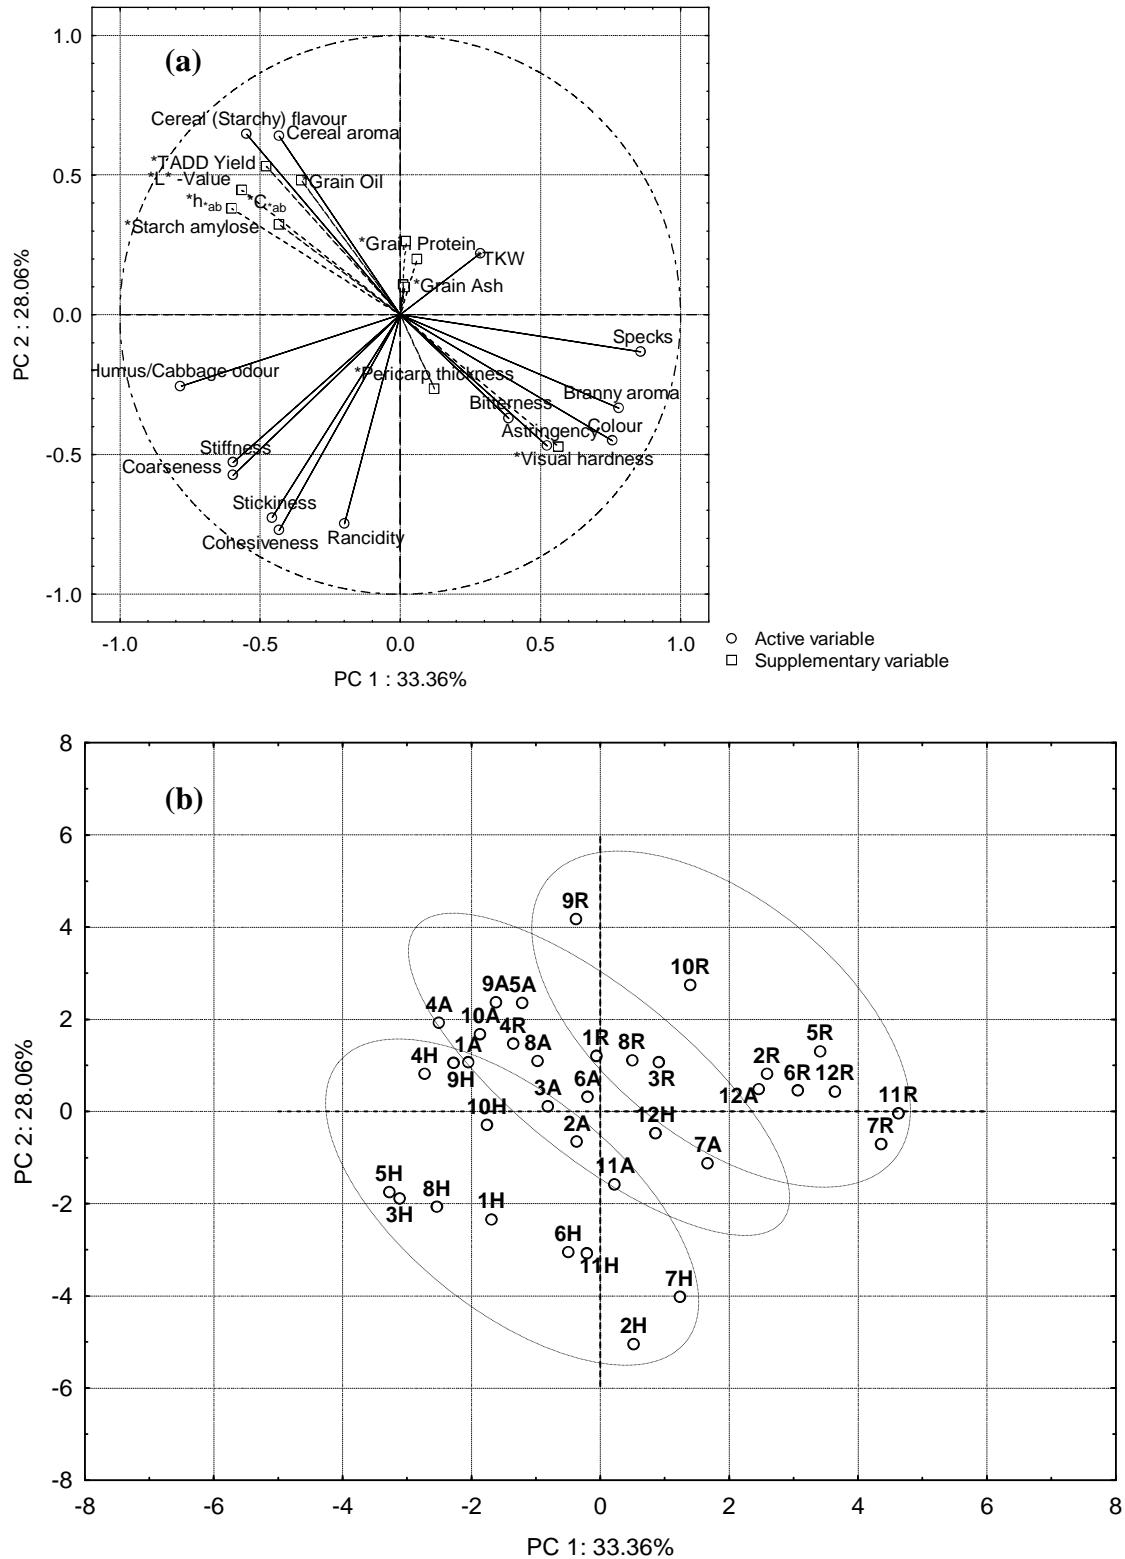 1.0
(a)
Cereal (Starchy) flavour
Cereal aroma
*TADD Yield
*L* -Value
*Grain Oil
0.5
*h*ab
*C*ab
*Starch amylose
*Grain Protein
TKW
*Grain Ash
0.0
PC 2 : 28.06%
Specks
Humus/Cabbage odour
*Pericarp thickness
Branny aroma
Bitterness
Colour
Astringency
Stiffness
*Visual hardness
Coarseness
-0.5
Stickiness
Cohesiveness
Rancidity
-1.0
-1.0 -0.5 0.0 0.5 1.0
PC 1 : 33.36%
Active variable
Supplementary variable
8
(b)
6
9R
4
10R
9A 5A
4A
10A
4R
2
8A
1R
8R
5R
4H
1A
2R
9H
6A
3R
6R
12R
3A
12A
11R
10H
12H
0
2A
7R
7A
PC 2: 28.06%
11A
5H
8H
1H
3H
-2
6H
11H
7H
-4
2H
-6
-8
-8 -6 -4 -2 0 2 4 6 8
PC 1: 33.36%